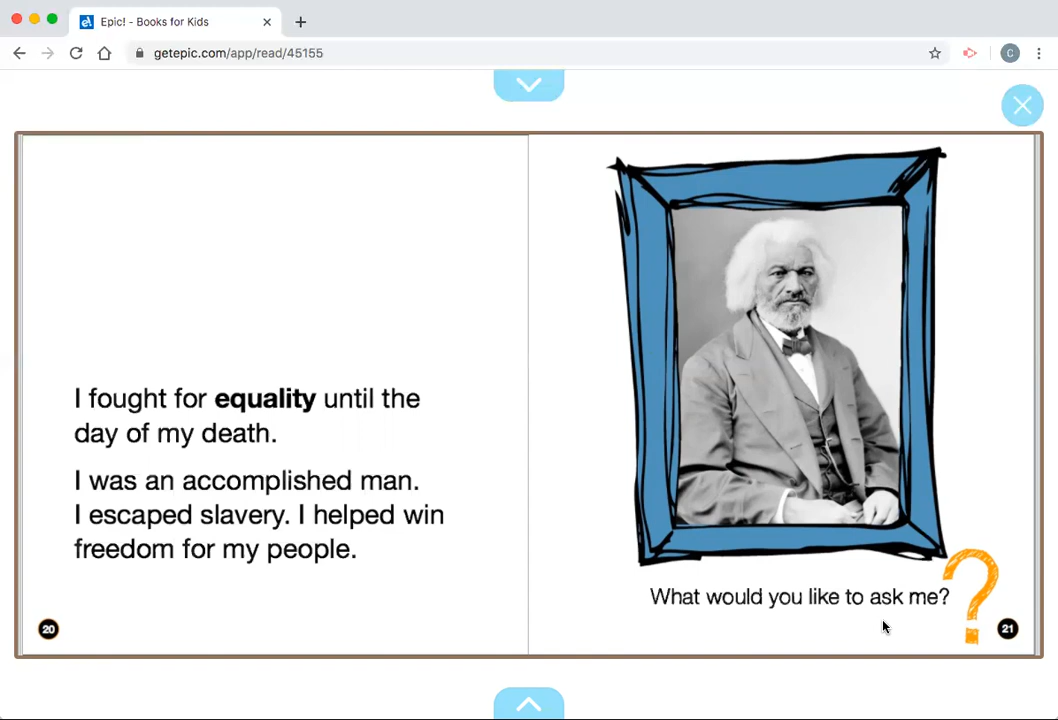 Epic! - Books for Kids
getepic.com/app/read/45155
C
I fought for equality until the
day of my death.
I was an accomplished man.
I escaped slavery. I helped win
freedom for my people.
20
What would you like to ask me?
?
21